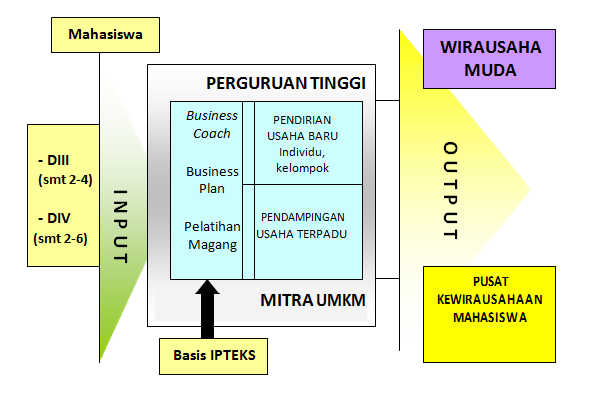 Mahasiswa
- DIII
(smt 2-4)
- DIV
(smt 2-6)
INPUT
PERGURUAN TINGGI
Business
Coach
Business
Plan
Pelatihan
Magang
PENDIRIAN
USAHA BARU
Individu,
kelompok
PENDAMPINGAN
USAHA TERPADU
MITRA UMKM
Basis IPTEKS
WIRAUSAHA
MUDA
OUTPUT
PUSAT
KEWIRAUSAHAAN
MAHASISWA